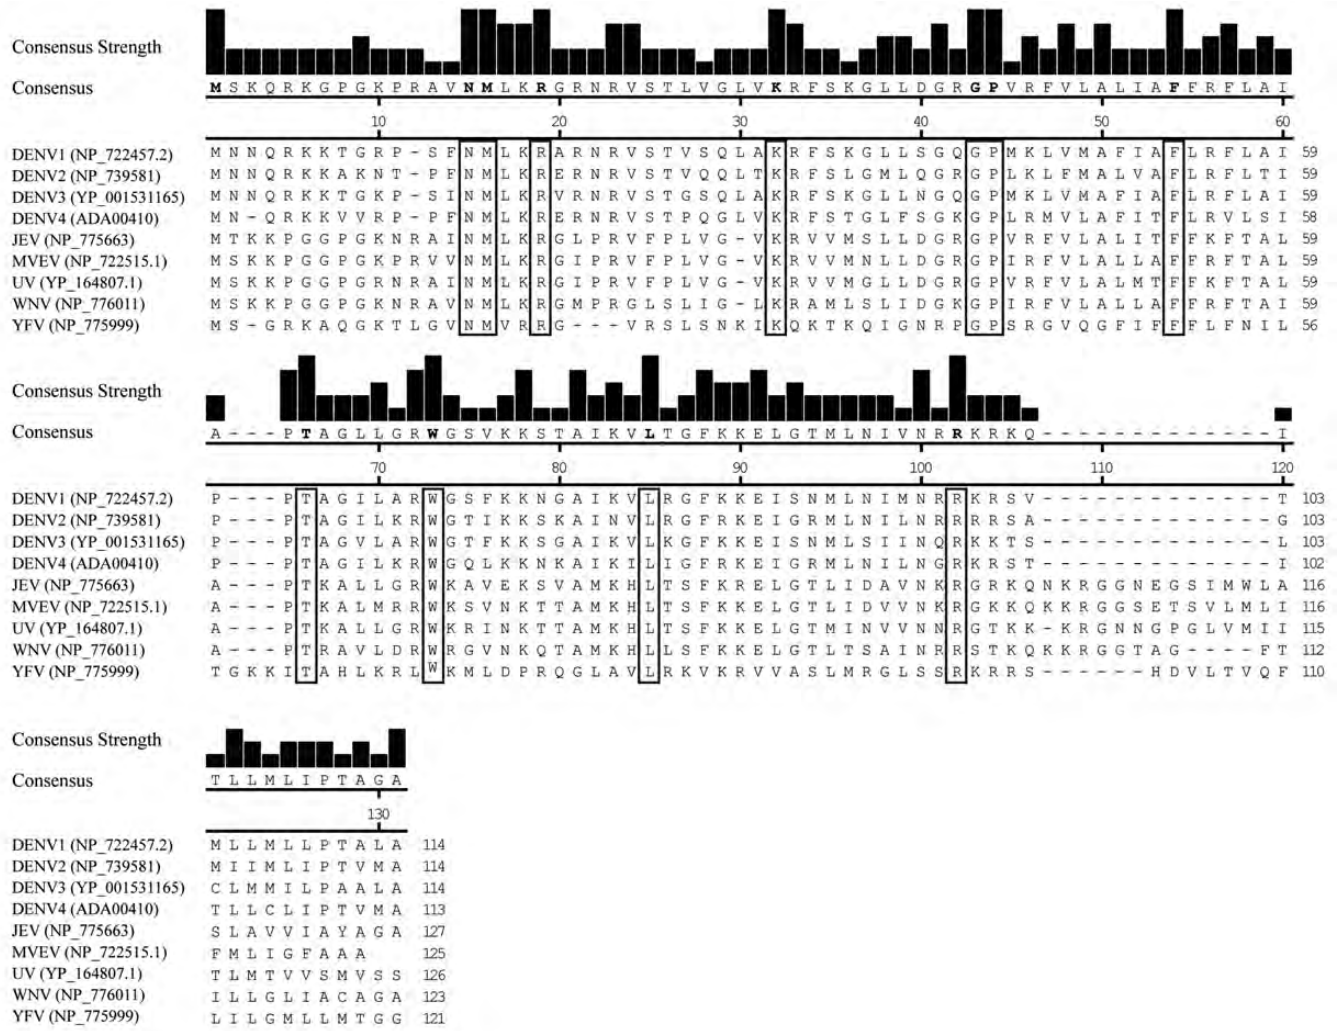 Consensus Strength
Consensus M S K Q R K G P G K P R A V N M L K R G R N R V S T L V G L V K R F S K G L L D G R G P V R F V L A L I A F F R F L A I
10 20 30 40 50 60
DENV1 (NP_722457.2) M N N Q R K K T G R P - S F N M L K R A R N R V S T V S Q L A K R F S K G L L S G Q G P M K L V M A F I A F L R F L A I 59
DENV2 (NP_739581) M N N Q R K K A K N T - P F N M L K R E R N R V S T V Q Q L T K R F S L G M L Q G R G P L K L F M A L V A F L R F L T I 59
DENV3 (YP_001531165) M N N Q R K K T G K P - S I N M L K R V R N R V S T G S Q L A K R F S K G L L N G Q G P M K L V M A F I A F L R F L A I 59
DENV4 (ADA00410) M N - Q R K K V V R P - P F N M L K R E R N R V S T P Q G L V K R F S T G L F S G K G P L R M V L A F I T F L R V L S I 58
JEV (NP_775663) M T K K P G G P G K N R A I N M L K R G L P R V F P L V G - V K R V V M S L L D G R G P V R F V L A L I T F F K F T A L 59
MVEV (NP_722515.1) M S K K P G G P G K P R V V N M L K R G I P R V F P L V G - V K R V V M N L L D G R G P I R F V L A L L A F F R F T A L 59
UV (YP_164807.1) M S K K P G G P G N R A I N M L K R G I P R V F P L V G - V K R V V M G L L D G R G P V R F V L A L M T F F K F T A L 59
WNV (NP_776011) M S K K P G G P G K N R A V N M L K R G M P R G L S L I G - L K R A M L S L I D G K G P I R F V L A L L A F F R F T A I 59
YFV (NP_775999) M S - G R K A Q G K T L G V N M V R R G - - - V R S L S N K I K Q K T K Q I G N R P G P S R G V Q G F I F F F L F N I L 56
Consensus Strength
Consensus A - - - P T A G L L G R W G S V K K S T A I K V L T G F K K E L G T M L N I V N R R K R K Q - - - - - - - - - - - - - I
70 80 90 100 110 120
DENV1 (NP_722457.2) P - - - P T A G I L A R W G S F K K N G A I K V L R G F K K E I S N M L N I M N R R K R S V - - - - - - - - - - - - - T 103
DENV2 (NP_739581) P - - - P T A G I L K R W G T I K K S K A I N V L R G F R K E I G R M L N I L N R R R R S A - - - - - - - - - - - - - G 103
DENV3 (YP_001531165) P - - - P T A G V L A R W G T F K K S G A I K V L K G F K K E I S N M L S I I N Q R K K T S - - - - - - - - - - - - - L 103
DENV4 (ADA00410) P - - - P T A G I L K R W G Q L K K N K A I K I L I G F R K E I G R M L N I L N G R K R S T - - - - - - - - - - - - - L 102
JEV (NP_775663) A - - - P T K A L L G R W K A V E K S V A M K H L T S F K R E L G T L I D A V N K R G R K Q N K R G G N E G S I M W L A 116
MVEV (NP_722515.1) A - - - P T K A L M R R W K S V N K T T A M K H L T S F K K E L G T L I D V V N K R G K K Q K K R G G S E T S V L M L I 116
UV (YP_164807.1) A - - - P T K A L L G R W K R I N K T T A M K H L T S F K K E L G T M I N V V N N R G T K K - K R G N N G P G L V M I I 115
WNV (NP_776011) A - - - P T R A V L D R W R G V N K Q T A M K H L L S F K K E L G T L T S A I N R R S T K Q K K R G G T A G - - - - F T 112
YFV (NP_775999) T G K K I T A H L K R L W K M L D P R Q G L A V L R K V K R V V A S L M R G L S S R K R R S - - - - - - H D V L T V Q F 110
Consensus Strength
Consensus T L L M L I P T A G A
130
DENV1 (NP_722457.2) M L L M L L P T A L A 114
DENV2 (NP_739581) M I I M L I P T V M A 114
DENV3 (YP_001531165) C L M M I L P A A L A 114
DENV4 (ADA00410) T L L C L I P T V M A 113
JEV (NP_775663) S L A V V I A Y A G A 127
MVEV (NP_722515.1) F M L I G F A A A 125
UV (YP_164807.1) T L M T V V S M V S S 126
WNV (NP_776011) I L L G L I A C A G A 123
YFV (NP_775999) L I L G M L L M T G G 121